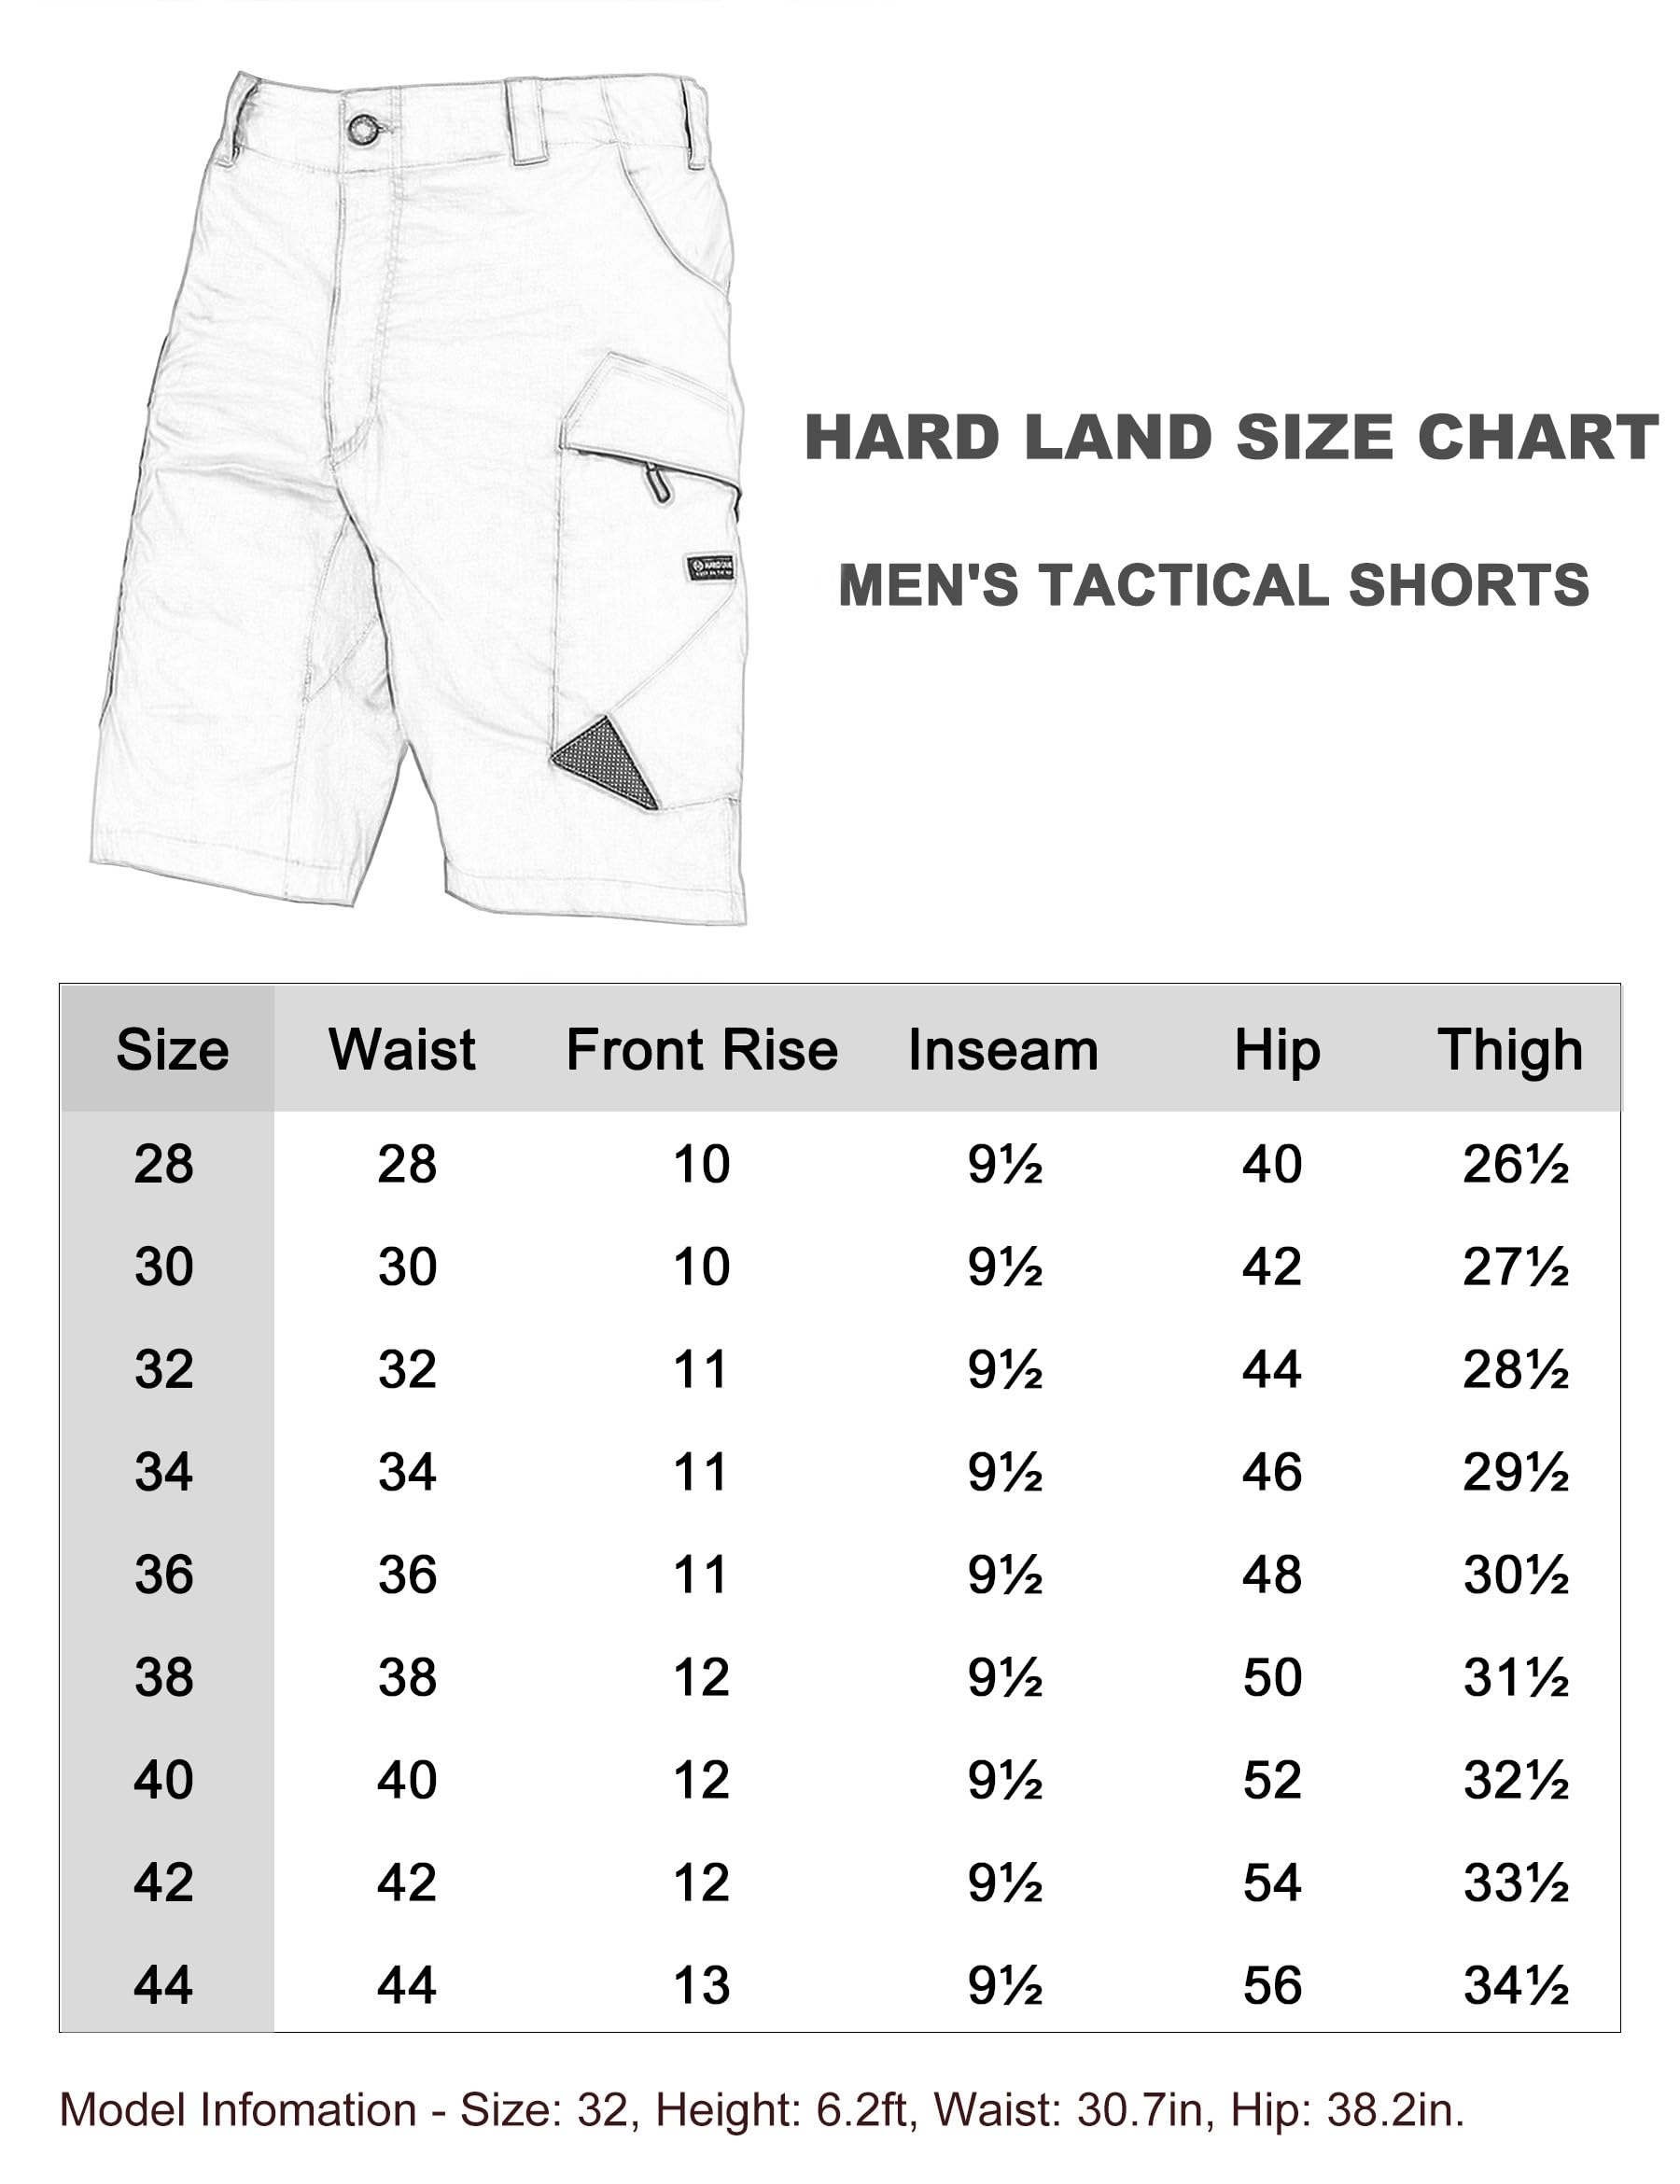 HARD LAND SIZE CHART
MEN'S TACTICAL SHORTS
Size Waist Front Rise Inseam Hip Thigh
28 28 10 9½ 40 26½
30 30 10 9½ 42 27½
32 32 11 9½ 44 28½
34 34 11 9½ 46 29½
36 36 11 9½ 48 30½
38 38 12 9½ 50 31½
40 40 12 9½ 52 32½
42 42 12 9½ 54 33½
44 44 13 9½ 56 34½
Model Infomation - Size: 32, Height: 6.2ft, Waist: 30.7in, Hip: 38.2in.